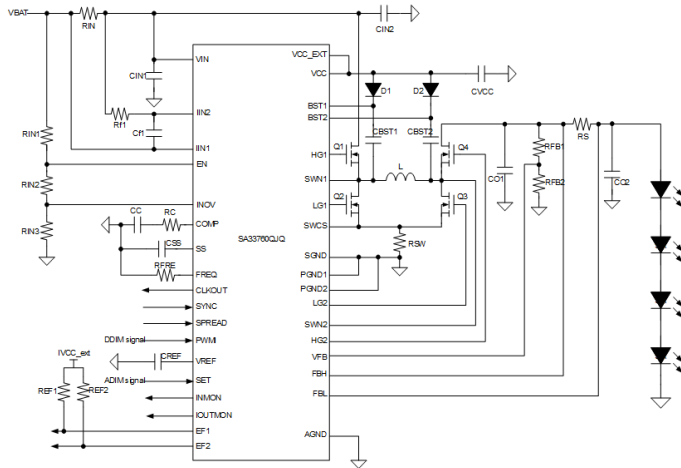 VBAT
RIN
CIN2
VCC_EXT
VIN
VCC
CIN1
D1
D2
CVCC
BST1
BST2
Rf1
IIN2
Cf1
CBST1
CBST2
RS
RIN1
IIN1
Q1
Q4
RFB1
HG1
EN
CO1
CO2
L
SWN1
RIN2
RFB2
Q2
Q3
LG1
INOV
CC
RC
COMP
SA33760QJQ
SWCS
RIN3
CSS
RSW
SS
SGND
RFRE
FREQ
PGND1
CLKOUT
PGND2
SYNC
LG2
SPREAD
SWN2
DDIM signal
PWMI
HG2
IVCC_ext
CREF
VREF
VFB
ADIM signal
SET
FBH
REF1
REF2
INMON
FBL
IOUTMON
EF1
EF2
AGND